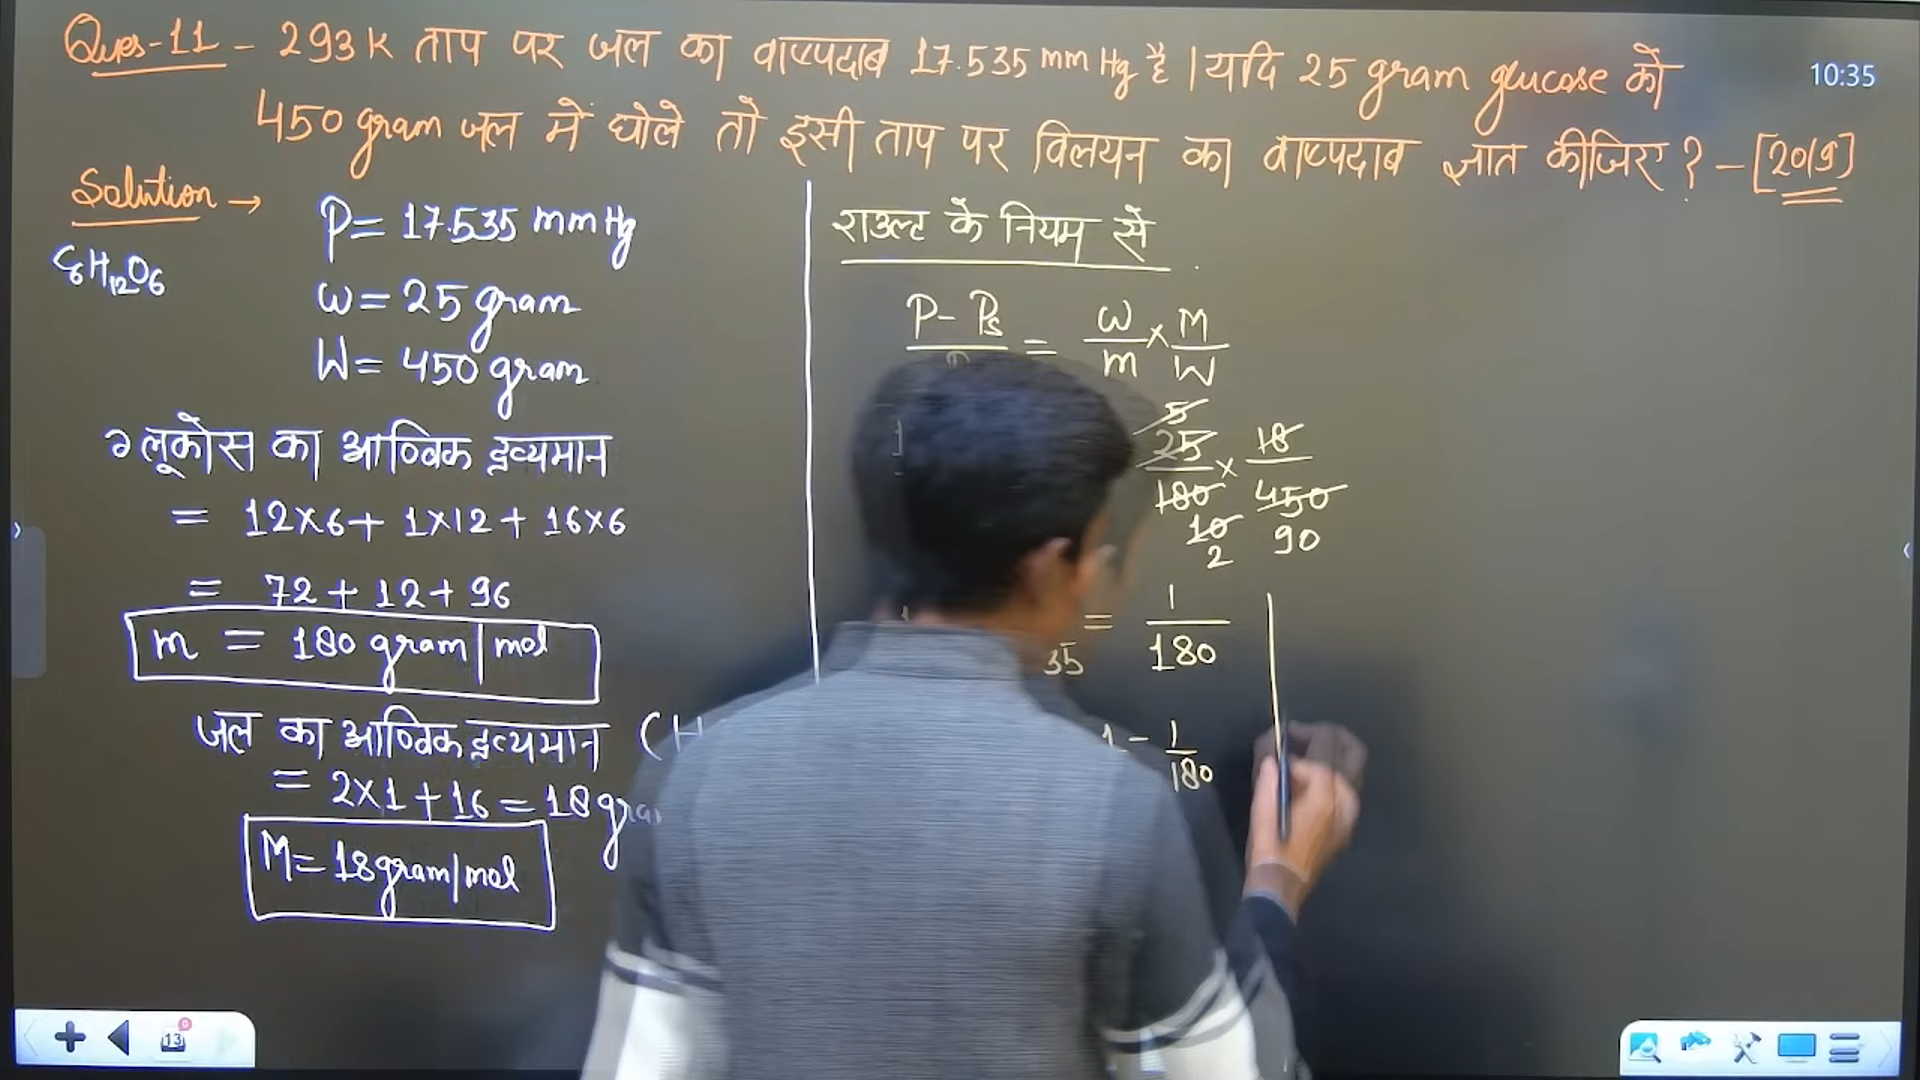 Ques-11 - 293K ताप पर जल का वाष्पदाब 17.535 mm Hg है । यदि 25 gram glucose को
10:35
450 gram जल में घोले तो इसी ताप पर विलयन का वाष्पदाब ज्ञात कीजिए ? - [2019]
Solution →
C6H12O6
P = 17.535 mm Hg
w = 25 gram
W = 450 gram
ग्लूकोस का आण्विक द्रव्यमान
= 12×6 + 1×12 + 16×6
= 72 + 12 + 96
m = 180 gram/mol
जल का आण्विक द्रव्यमान (H
= 2×1 + 16 = 18 gra
M = 18 gram/mol
राउल्ट के नियम से
P - Ps
= w/m × M/W
5
25/180 × 18/450
10 90
2
35 = 1/180
1 - 1/180
13